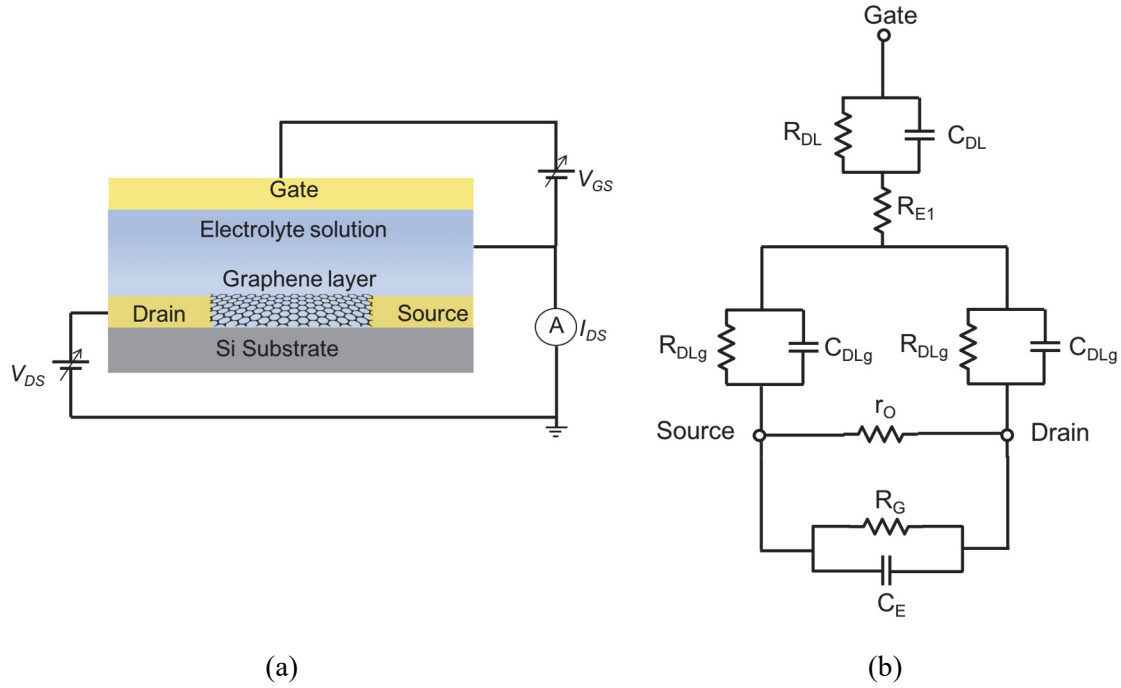 Gate
V_GS
Electrolyte solution
Graphene layer
Drain
Source
A
I_DS
Si Substrate
V_DS
(a)
Gate
R_DL
C_DL
R_E1
R_DLg
C_DLg
R_DLg
C_DLg
r_O
Source
Drain
R_G
C_E
(b)